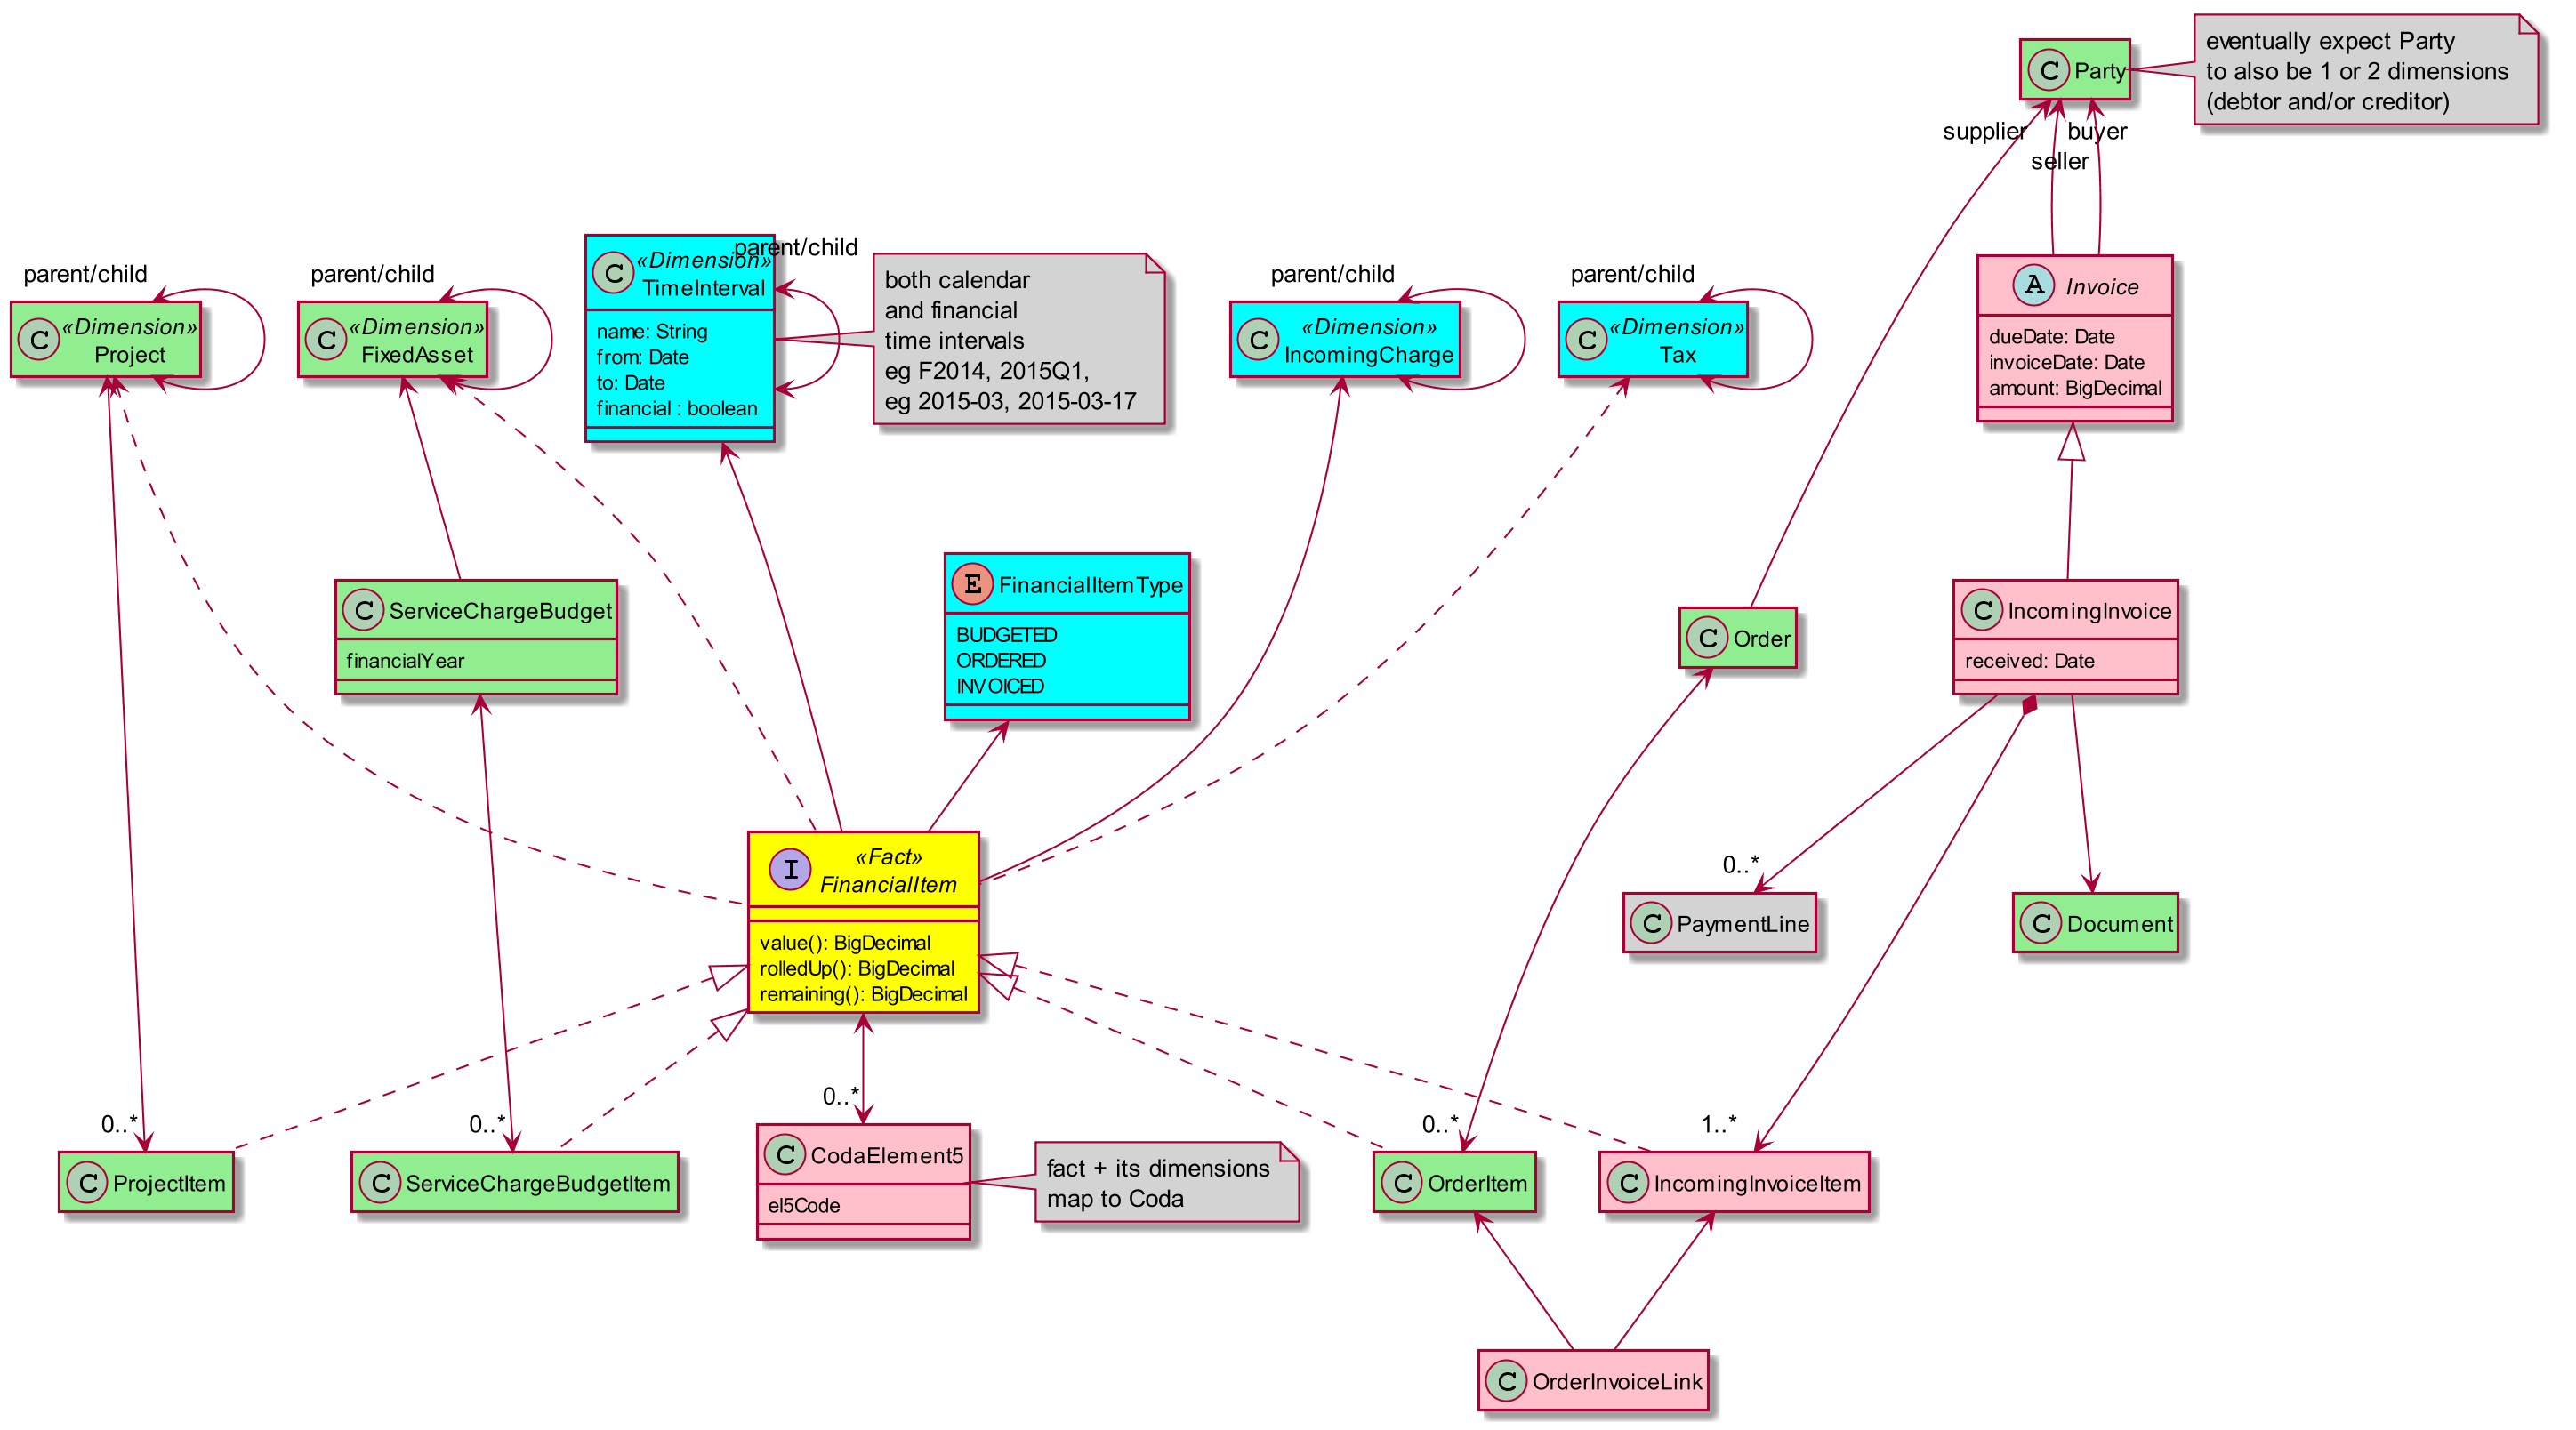 eventually expect Party
to also be 1 or 2 dimensions
(debtor and/or creditor)
C Party
supplier
buyer
seller
parent/child
C «Dimension»
Project
parent/child
C «Dimension»
FixedAsset
parent/child
C «Dimension»
TimeInterval
name: String
from: Date
to: Date
financial : boolean
both calendar
and financial
time intervals
eg F2014, 2015Q1,
eg 2015-03, 2015-03-17
parent/child
C «Dimension»
IncomingCharge
parent/child
C «Dimension»
Tax
A Invoice
dueDate: Date
invoiceDate: Date
amount: BigDecimal
C ServiceChargeBudget
financialYear
E FinancialItemType
BUDGETED
ORDERED
INVOICED
C Order
C IncomingInvoice
received: Date
I «Fact»
FinancialItem
value(): BigDecimal
rolledUp(): BigDecimal
remaining(): BigDecimal
0..*
C PaymentLine
C Document
0..*
C ProjectItem
0..*
C ServiceChargeBudgetItem
0..*
C CodaElement5
el5Code
fact + its dimensions
map to Coda
0..*
C OrderItem
1..*
C IncomingInvoiceItem
C OrderInvoiceLink